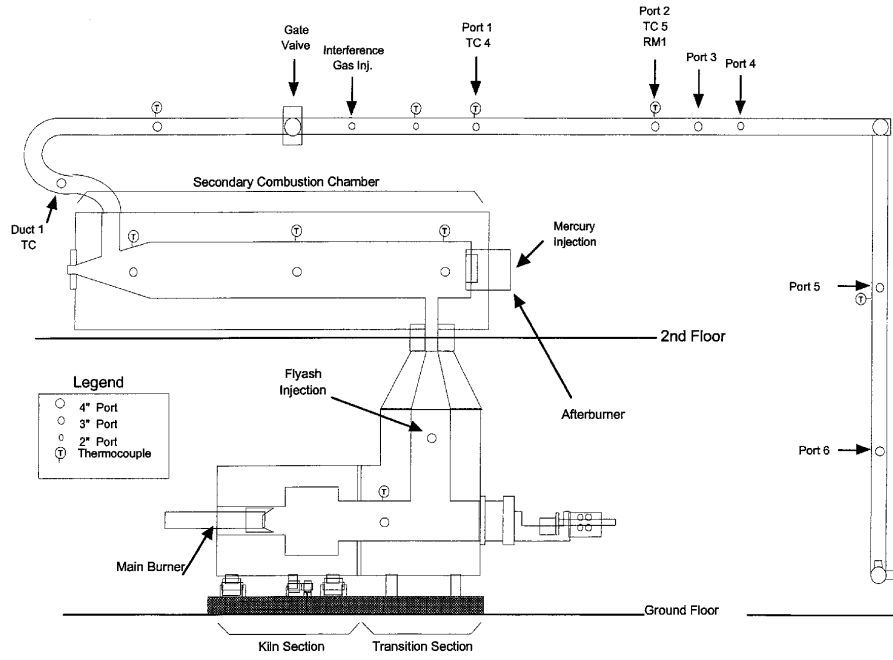 Gate
Valve
Interference
Gas Inj.
Port 1
TC 4
Port 2
TC 5
RM1
Port 3
Port 4
T
T
T
T
Secondary Combustion Chamber
Duct 1
TC
T
T
T
Mercury
Injection
Port 5
T
2nd Floor
Legend
4" Port
3" Port
2" Port
T Thermocouple
Flyash
Injection
Afterburner
Port 6
T
Main Burner
Ground Floor
Kiln Section
Transition Section